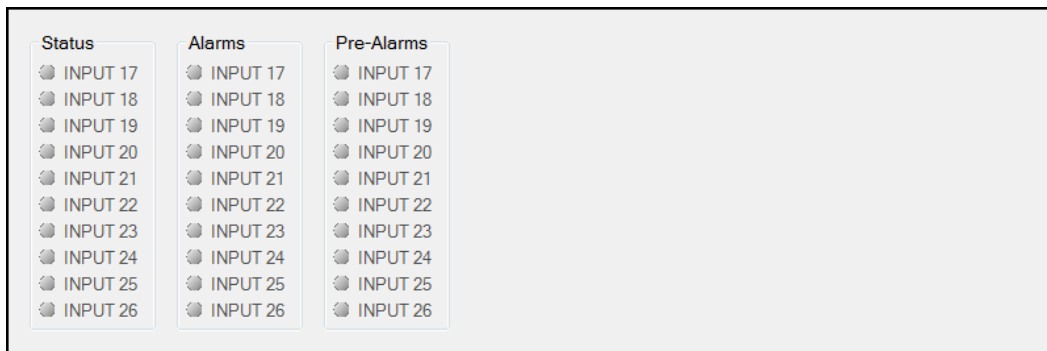 Status
INPUT 17
INPUT 18
INPUT 19
INPUT 20
INPUT 21
INPUT 22
INPUT 23
INPUT 24
INPUT 25
INPUT 26
Alarms
INPUT 17
INPUT 18
INPUT 19
INPUT 20
INPUT 21
INPUT 22
INPUT 23
INPUT 24
INPUT 25
INPUT 26
Pre-Alarms
INPUT 17
INPUT 18
INPUT 19
INPUT 20
INPUT 21
INPUT 22
INPUT 23
INPUT 24
INPUT 25
INPUT 26